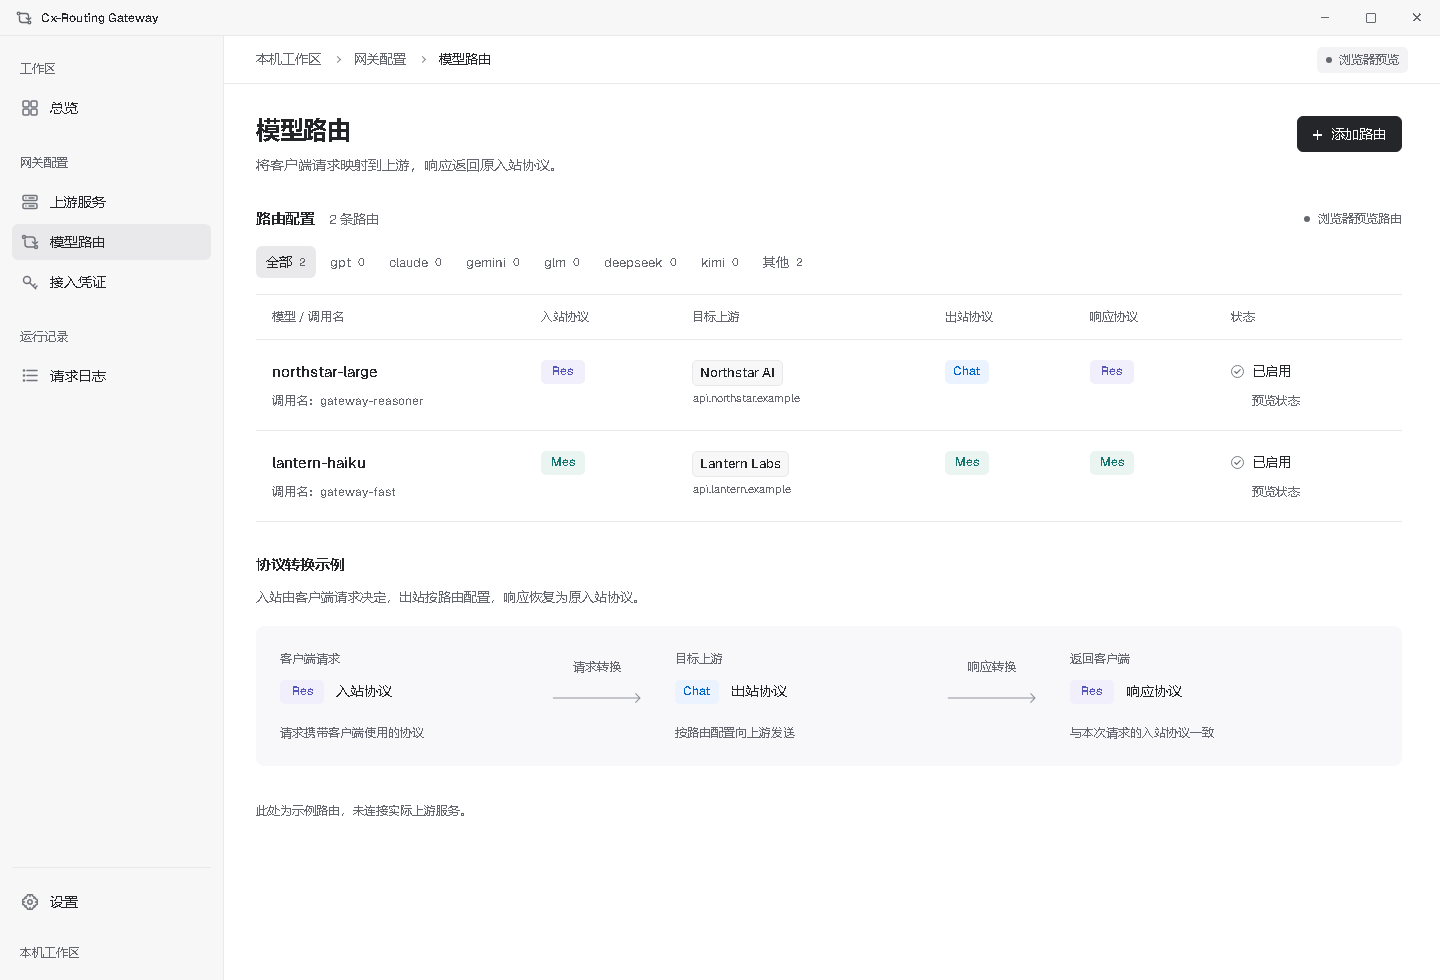 Cx-Routing Gateway
工作区
总览
网关配置
上游服务
模型路由
接入凭证
运行记录
请求日志
设置
本机工作区
本机工作区 › 网关配置 › 模型路由
浏览器预览
模型路由
+ 添加路由
将客户端请求映射到上游，响应返回原入站协议。
路由配置 2 条路由
浏览器预览路由
全部 2 gpt 0 claude 0 gemini 0 glm 0 deepseek 0 kimi 0 其他 2
模型 / 调用名 入站协议 目标上游 出站协议 响应协议 状态
northstar-large Res Northstar AI Chat Res 已启用
调用名：gateway-reasoner api.northstar.example 预览状态
lantern-haiku Mes Lantern Labs Mes Mes 已启用
调用名：gateway-fast api.lantern.example 预览状态
协议转换示例
入站由客户端请求决定，出站按路由配置，响应恢复为原入站协议。
客户端请求 请求转换 目标上游 响应转换 返回客户端
Res 入站协议 Chat 出站协议 Res 响应协议
请求携带客户端使用的协议 按路由配置向上游发送 与本次请求的入站协议一致
此处为示例路由，未连接实际上游服务。